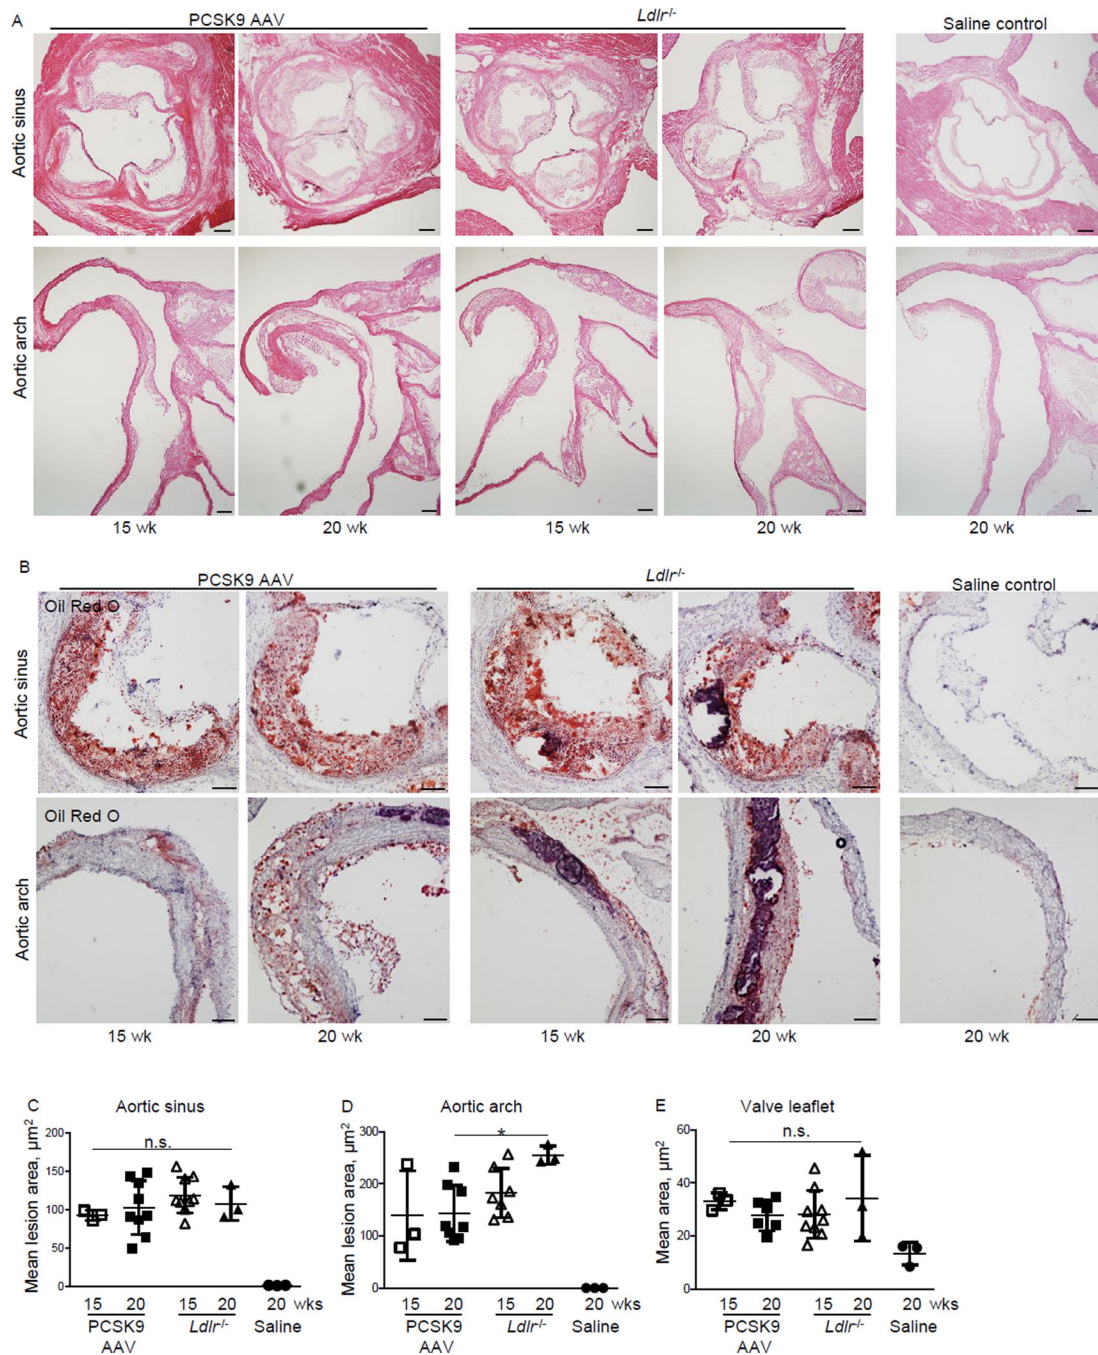 A
PCSK9 AAV
Ldlr-/-
Saline control
Aortic sinus
Aortic arch
15 wk
20 wk
15 wk
20 wk
20 wk
B
PCSK9 AAV
Ldlr-/-
Saline control
Oil Red O
Aortic sinus
Oil Red O
Aortic arch
15 wk
20 wk
15 wk
20 wk
20 wk
C
Aortic sinus
n.s.
Mean lesion area, µm²
200
150
100
50
0
15 20 15 20 20 wks
PCSK9 AAV
Ldlr-/-
Saline
D
Aortic arch
*
Mean lesion area, µm²
300
200
100
0
15 20 15 20 20 wks
PCSK9 AAV
Ldlr-/-
Saline
E
Valve leaflet
n.s.
Mean area, µm²
60
40
20
0
15 20 15 20 20 wks
PCSK9 AAV
Ldlr-/-
Saline